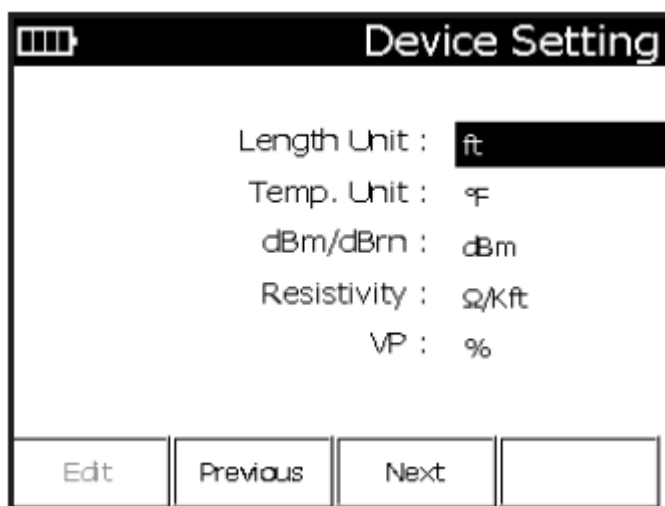 Device Setting
Length Unit : ft
Temp. Unit : °F
dBm/dBrn : dBm
Resistivity : Ω/Kft
VP : %
Edit Previous Next